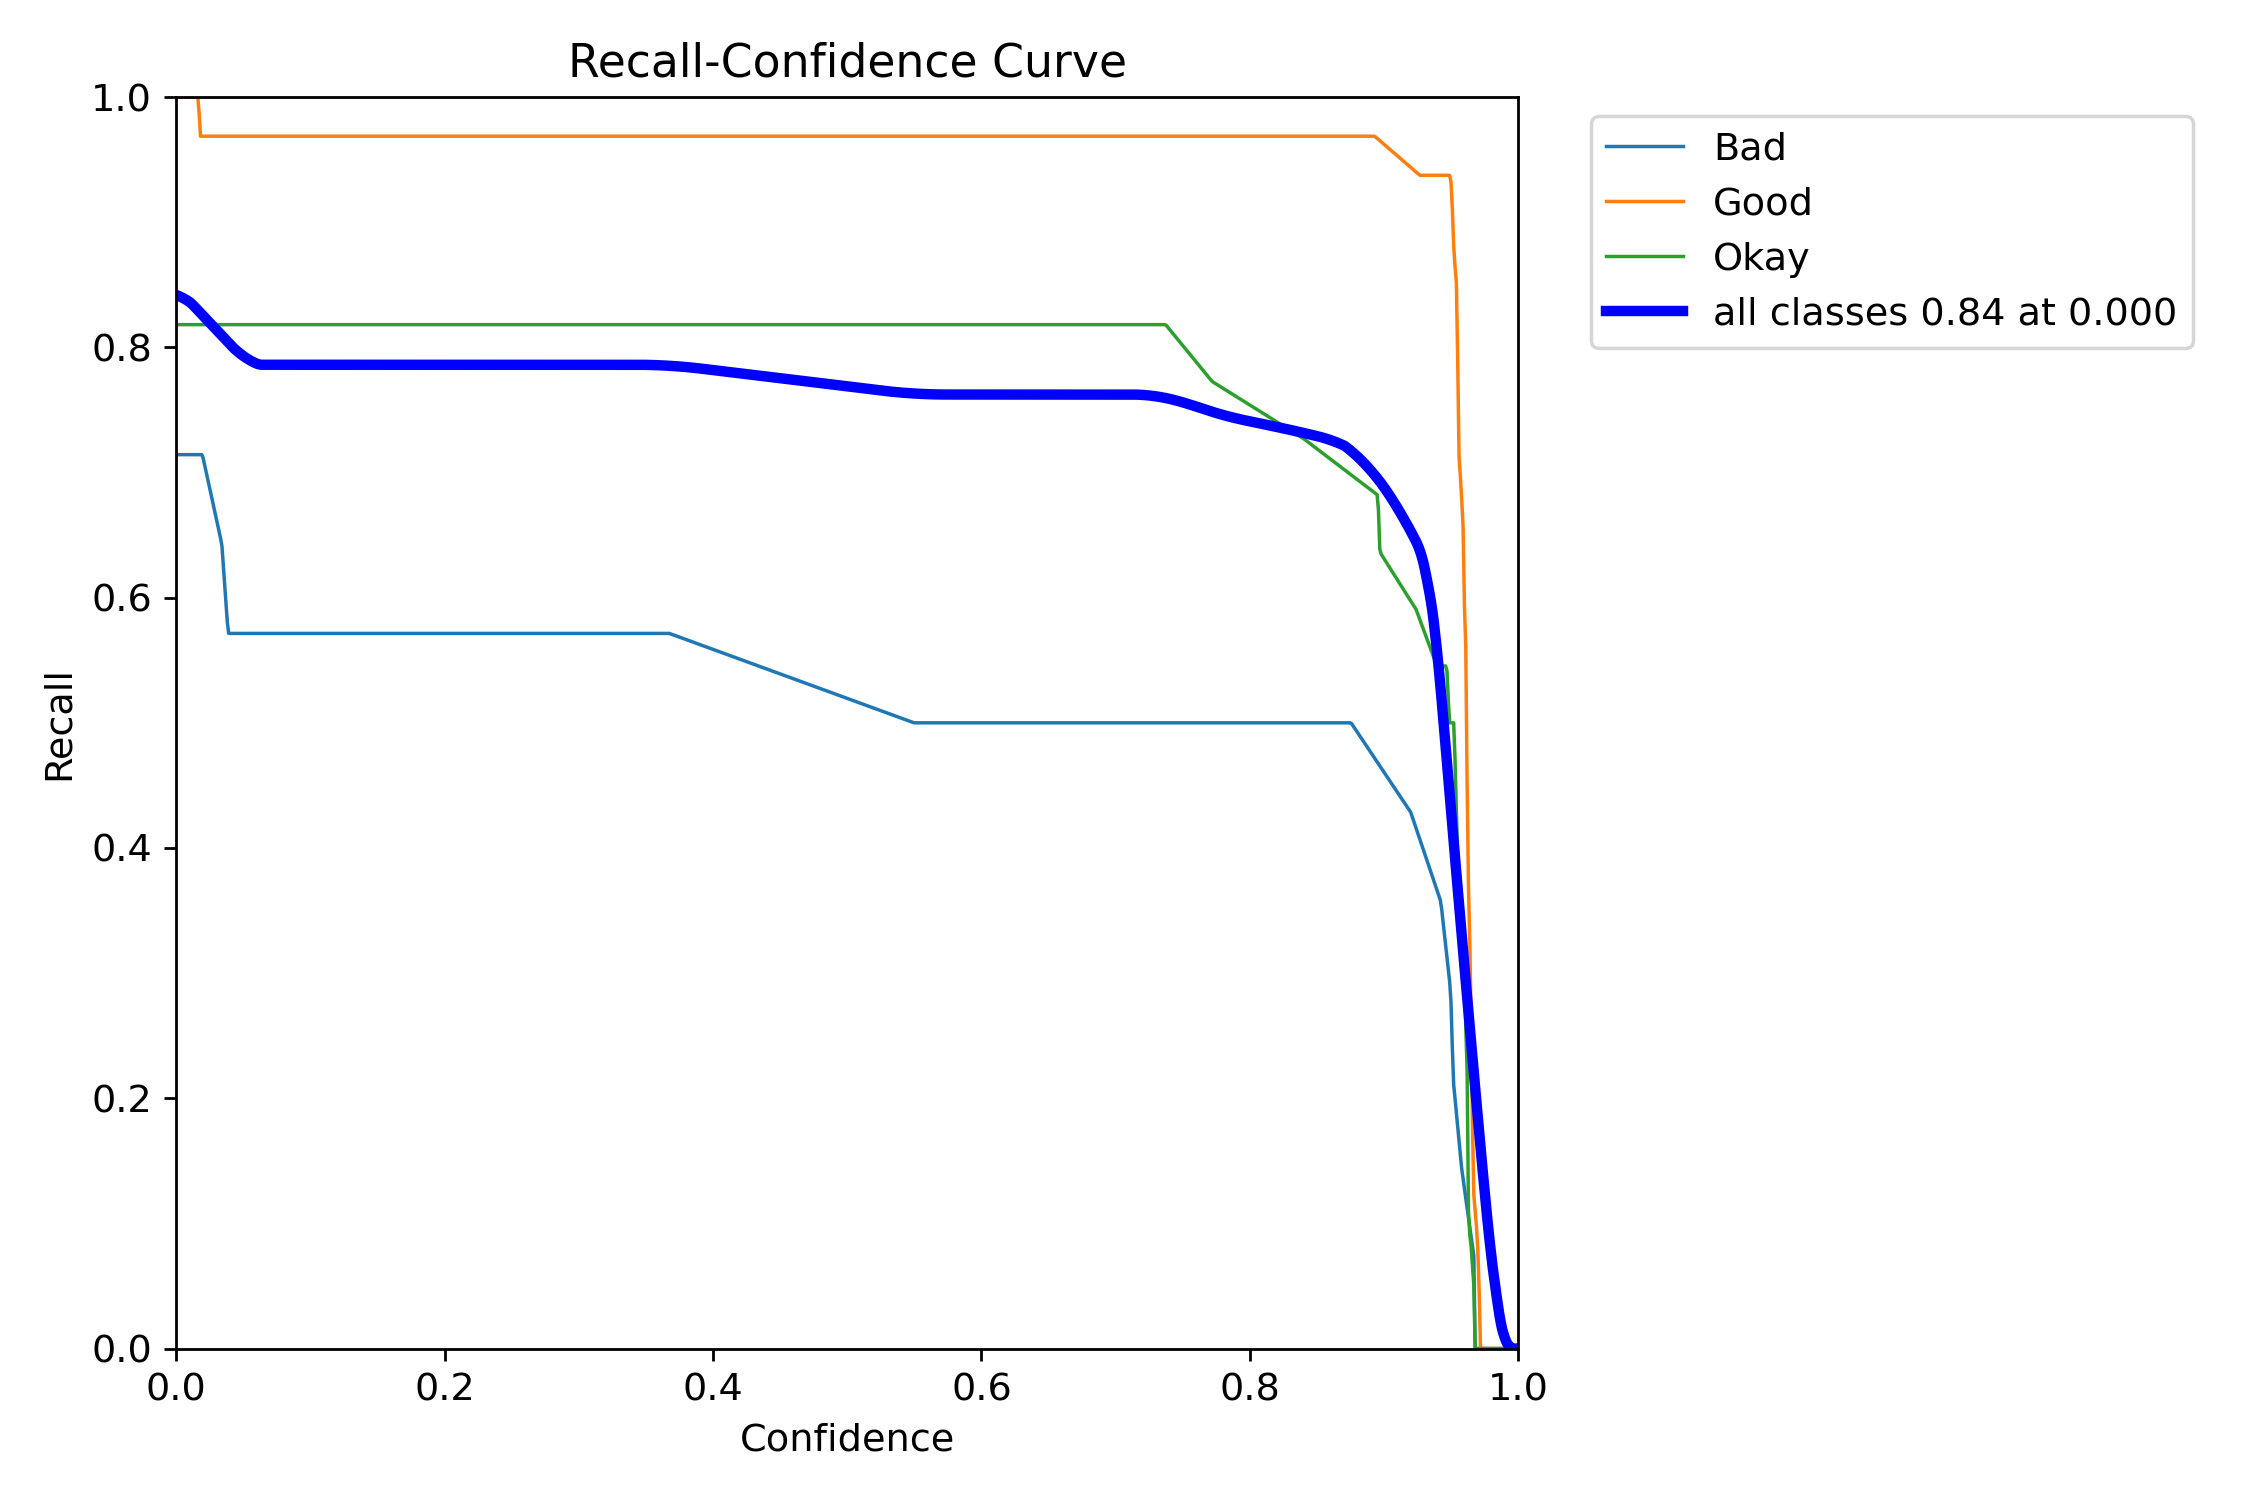 Recall-Confidence Curve
1.0
0.8
0.6
0.4
0.2
0.0
Recall
0.0 0.2 0.4 0.6 0.8 1.0
Confidence
Bad
Good
Okay
all classes 0.84 at 0.000